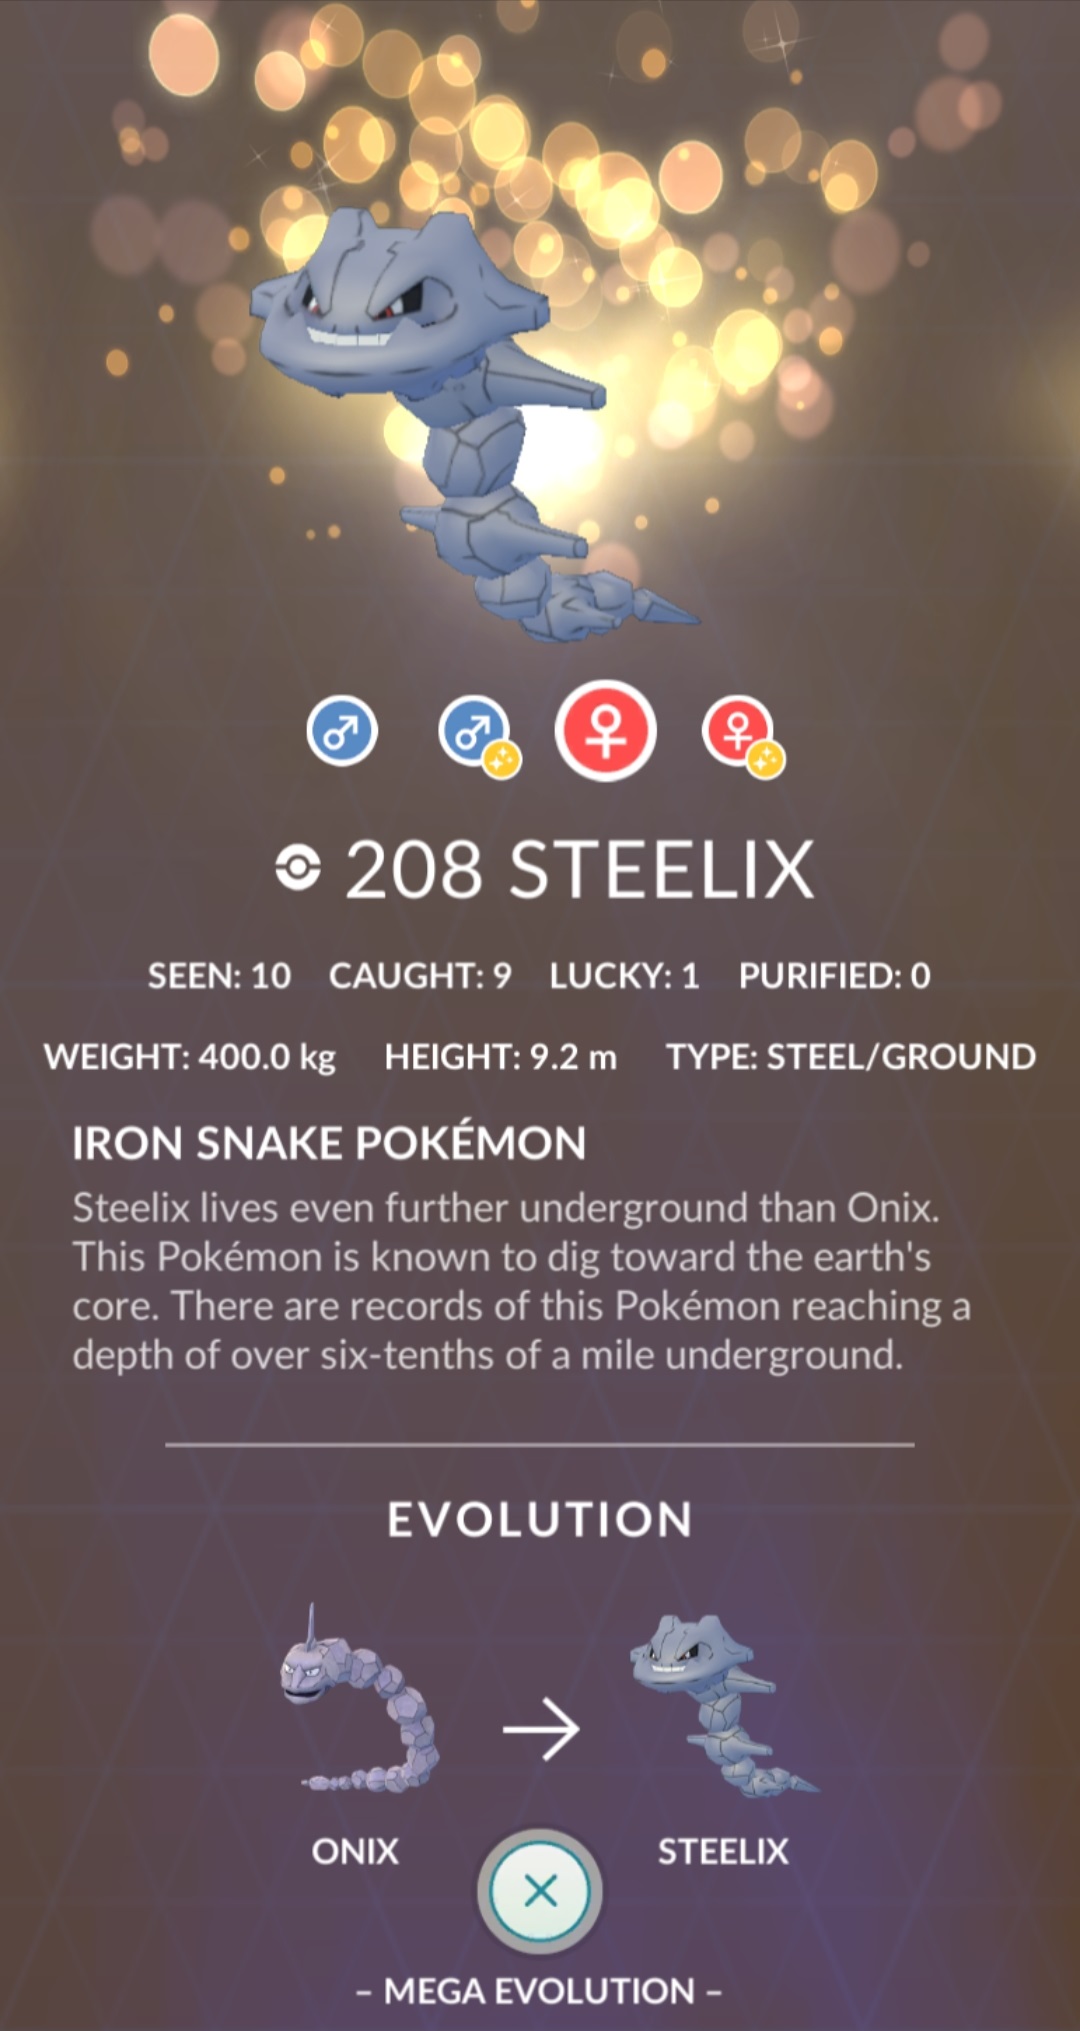 208 STEELIX
SEEN: 10 CAUGHT: 9 LUCKY: 1 PURIFIED: 0
WEIGHT: 400.0 kg HEIGHT: 9.2 m TYPE: STEEL/GROUND
IRON SNAKE POKÉMON
Steelix lives even further underground than Onix.
This Pokémon is known to dig toward the earth's
core. There are records of this Pokémon reaching a
depth of over six-tenths of a mile underground.
EVOLUTION
ONIX STEELIX
– MEGA EVOLUTION –